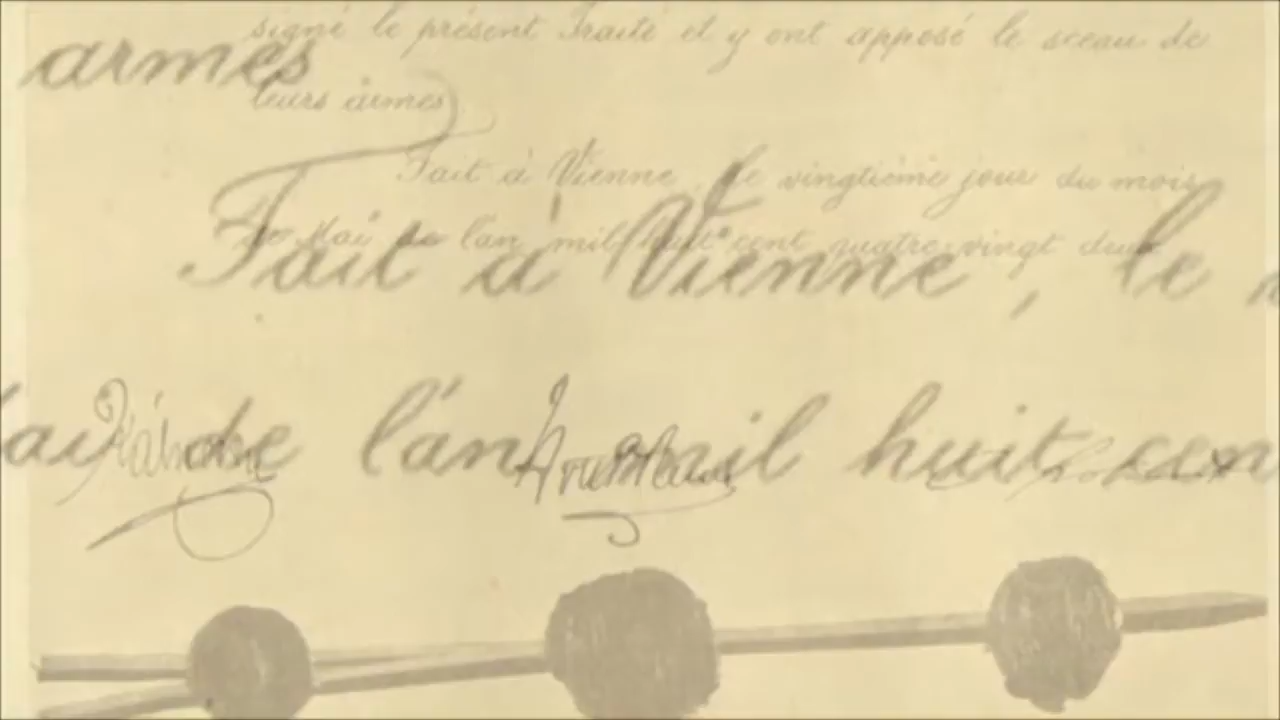 signé le présent Traité et y ont apposé le sceau de
leurs armes
Fait à Vienne, le vingtième jour du mois
de Mai de l'an mil huit cent quatre-vingt deux
armes
Fait à Vienne, le
Mai de l'an mil huit cen